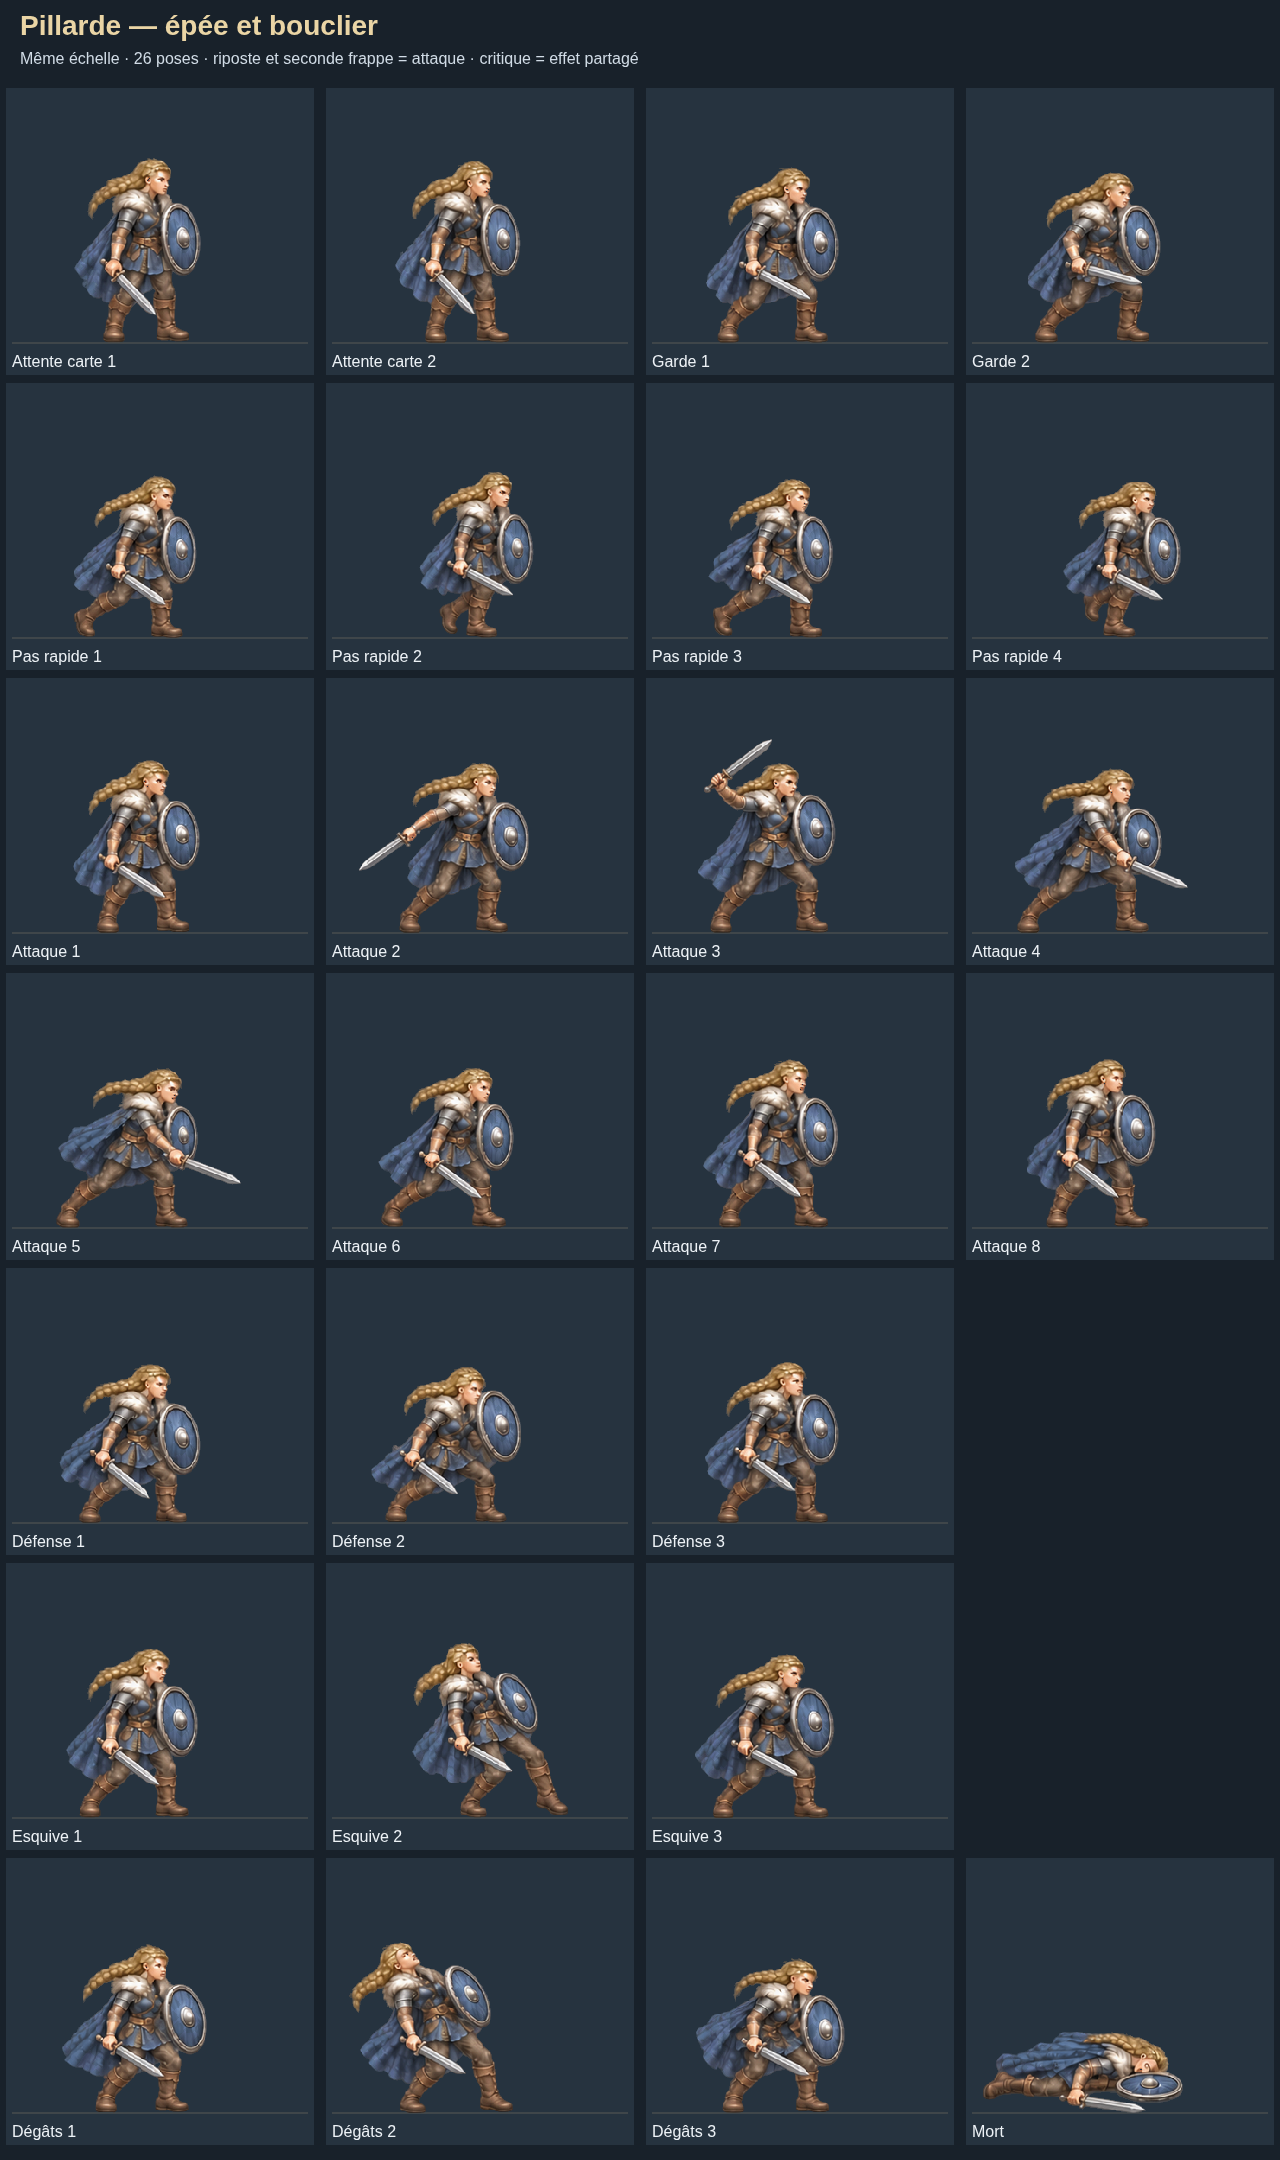 Pillarde — épée et bouclier
Même échelle · 26 poses · riposte et seconde frappe = attaque · critique = effet partagé
Attente carte 1
Attente carte 2
Garde 1
Garde 2
Pas rapide 1
Pas rapide 2
Pas rapide 3
Pas rapide 4
Attaque 1
Attaque 2
Attaque 3
Attaque 4
Attaque 5
Attaque 6
Attaque 7
Attaque 8
Défense 1
Défense 2
Défense 3
Esquive 1
Esquive 2
Esquive 3
Dégâts 1
Dégâts 2
Dégâts 3
Mort